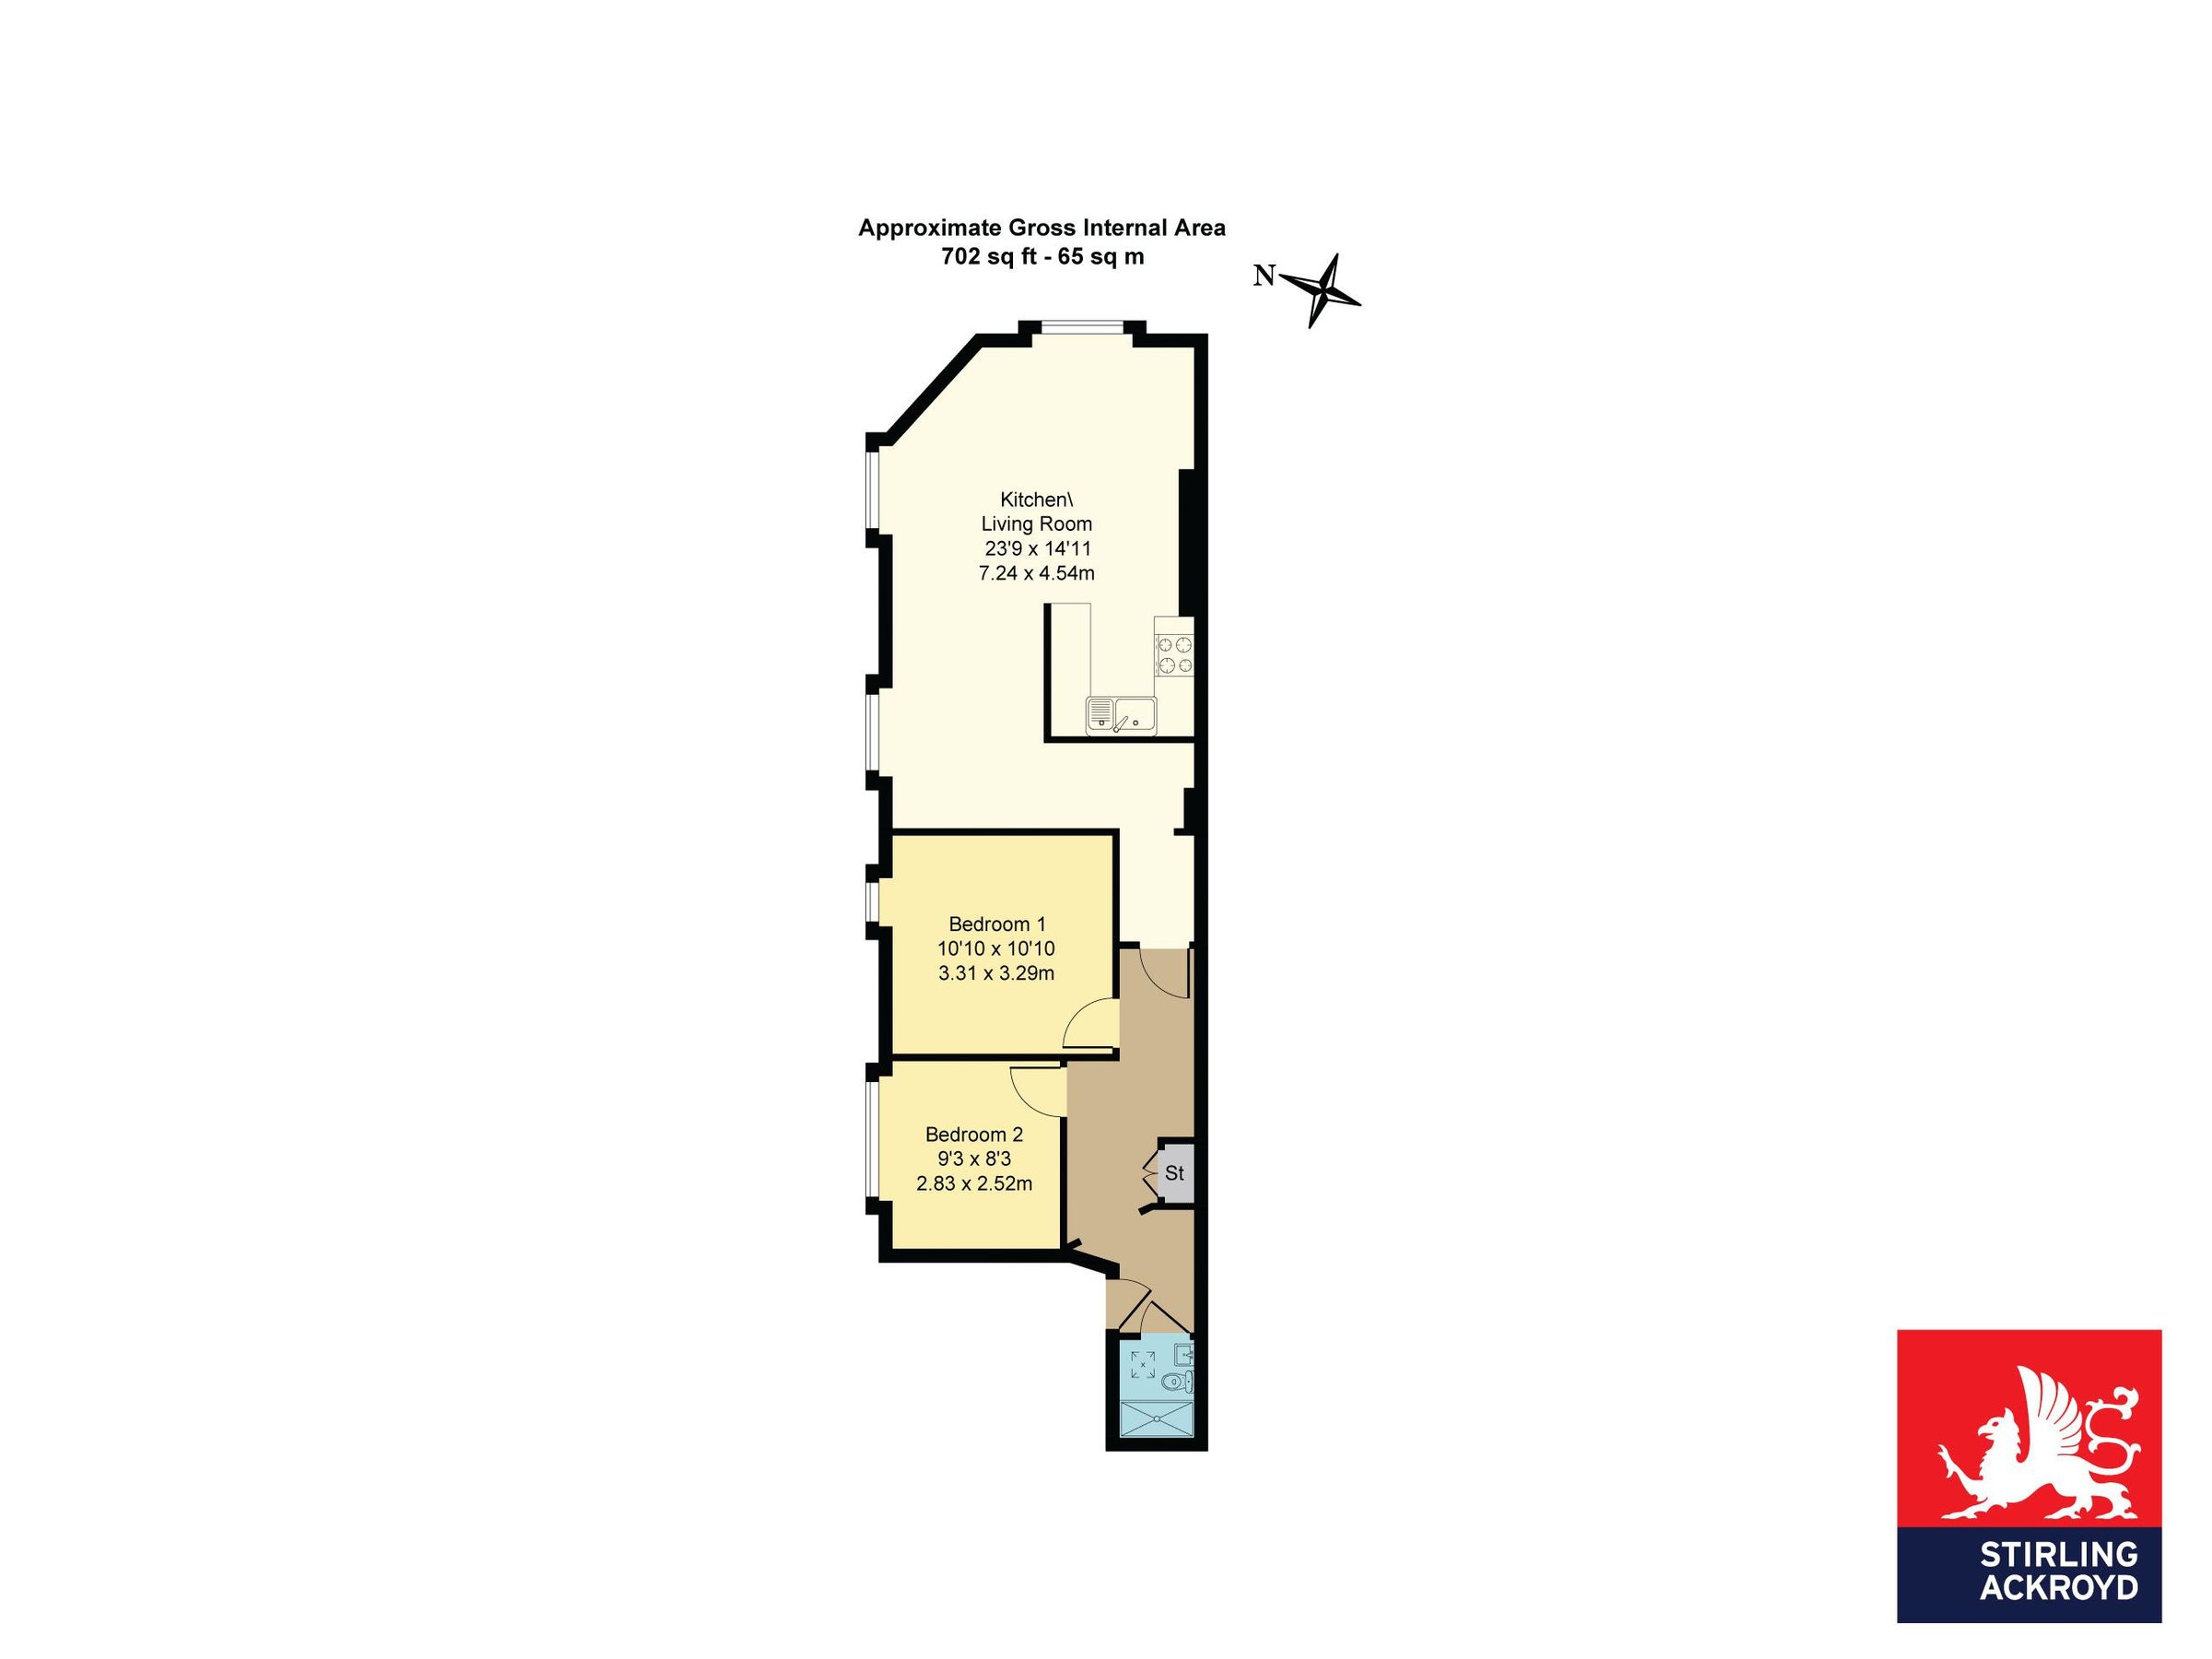 Approximate Gross Internal Area
702 sq ft - 65 sq m
N
Kitchen\
Living Room
23'9 x 14'11
7.24 x 4.54m
Bedroom 1
10'10 x 10'10
3.31 x 3.29m
Bedroom 2
9'3 x 8'3
2.83 x 2.52m
St
x
STIRLING
ACKROYD